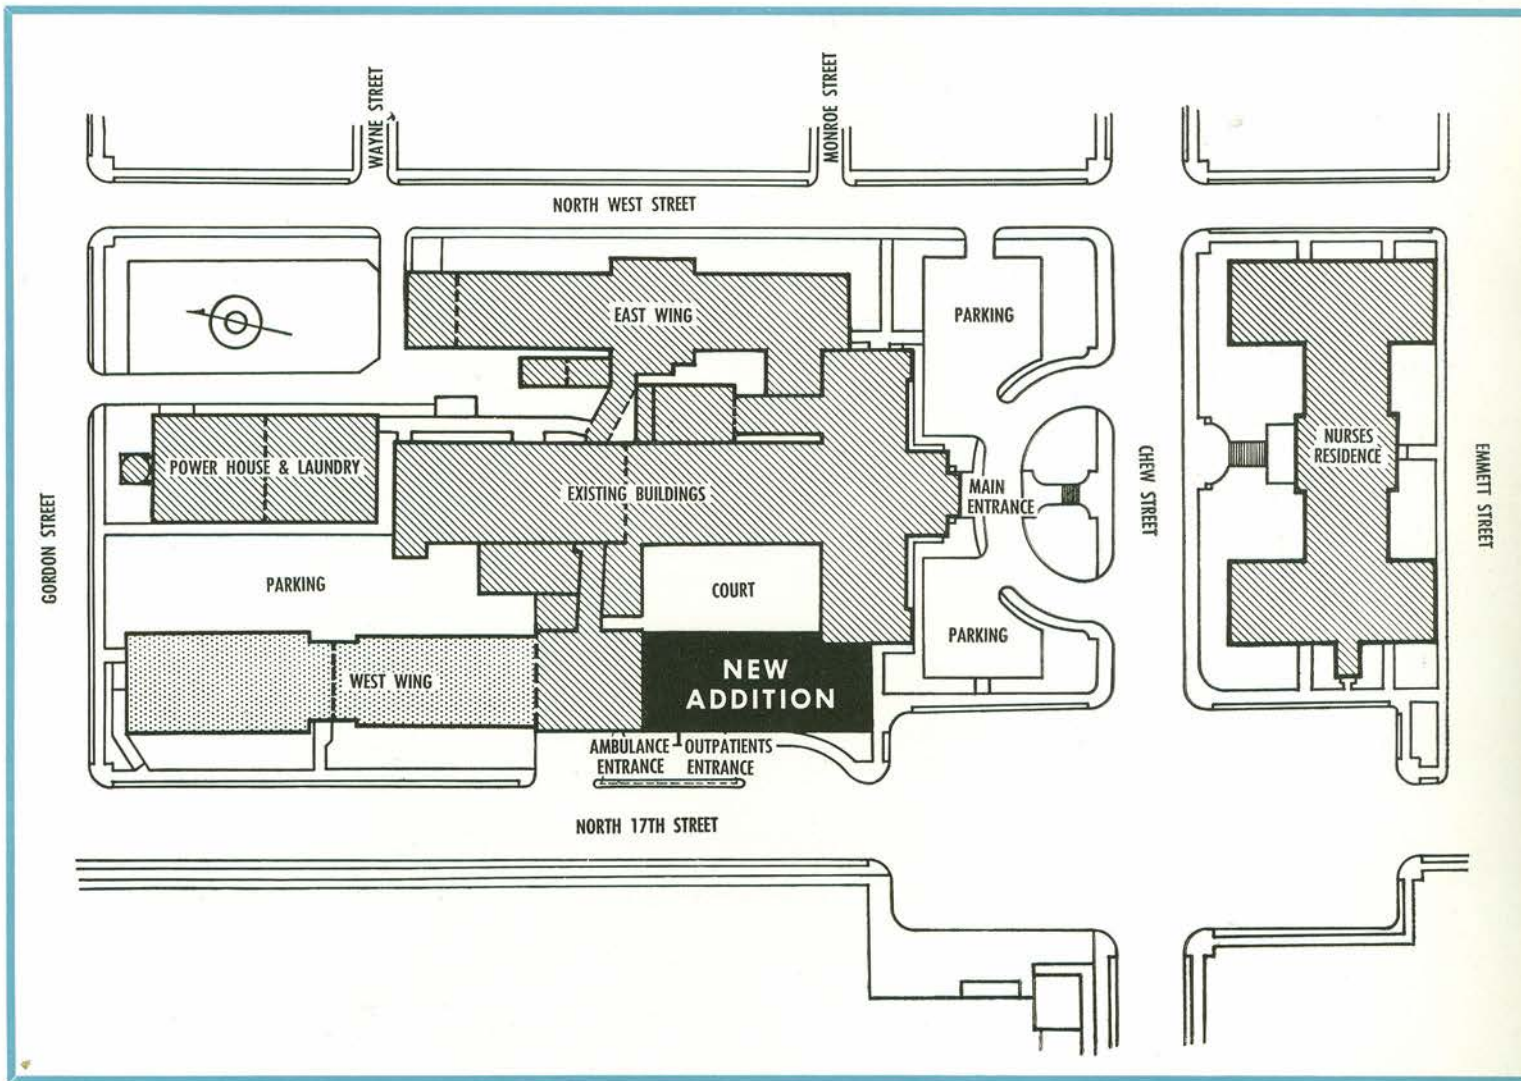 WAYNE STREET
MONROE STREET
NORTH WEST STREET
EAST WING
PARKING
POWER HOUSE & LAUNDRY
EXISTING BUILDINGS
MAIN
ENTRANCE
NURSES
RESIDENCE
GORDON STREET
CHEW STREET
EMMETT STREET
PARKING
COURT
PARKING
WEST WING
NEW
ADDITION
AMBULANCE
ENTRANCE
OUTPATIENTS
ENTRANCE
NORTH 17TH STREET